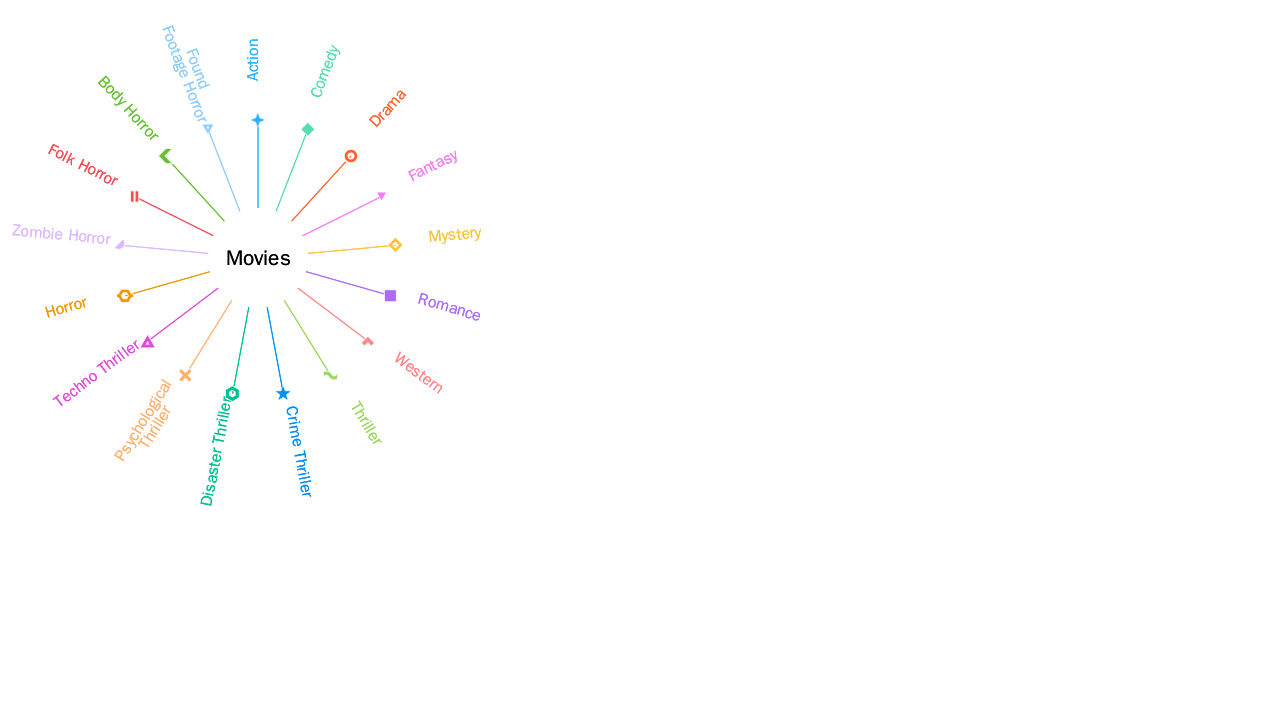 Action
Comedy
Drama
Fantasy
Mystery
Romance
Western
Thriller
Crime Thriller
Disaster Thriller
Psychological
Thriller
Techno Thriller
Horror
Zombie Horror
Folk Horror
Body Horror
Found
Footage Horror
Movies